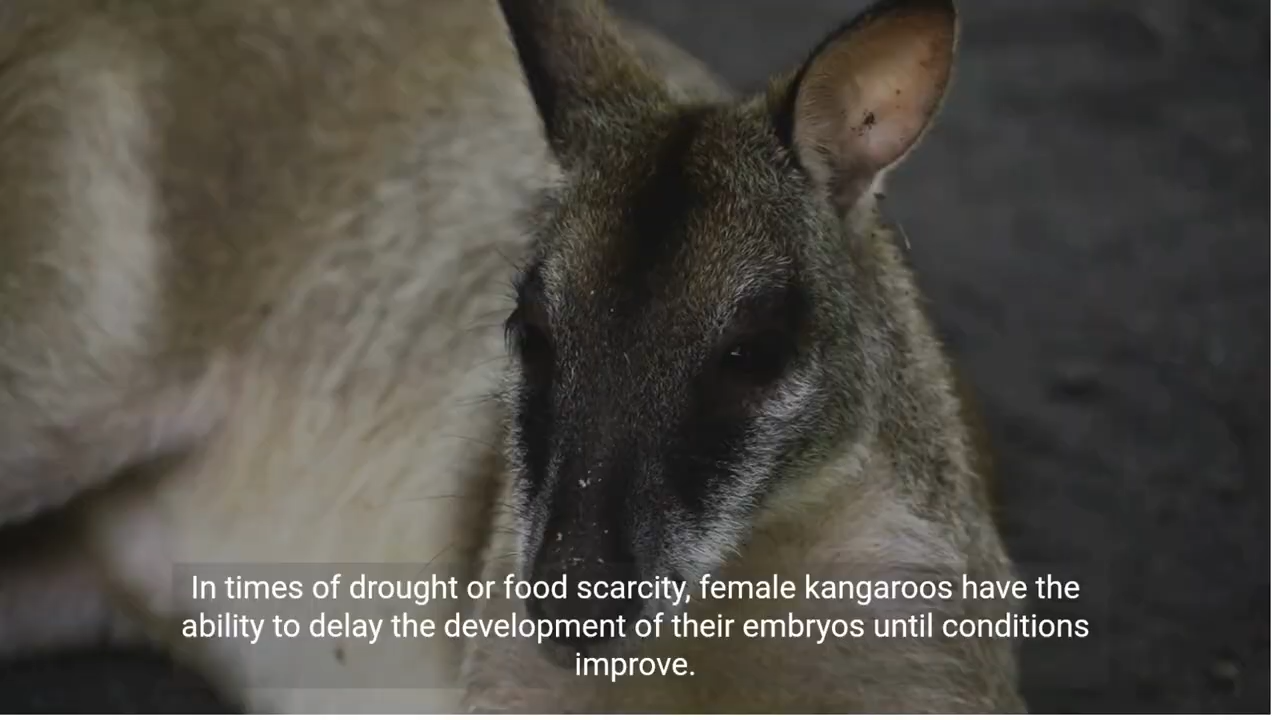 In times of drought or food scarcity, female kangaroos have the
ability to delay the development of their embryos until conditions
improve.